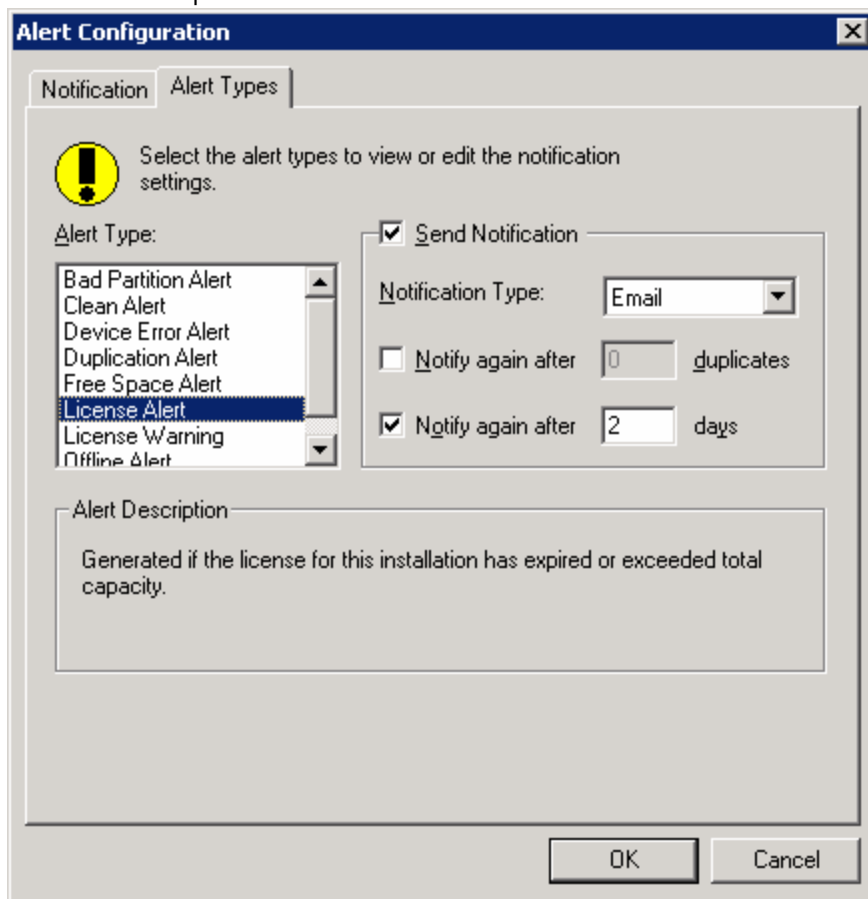 Alert Configuration
Notification
Alert Types
Select the alert types to view or edit the notification
settings.
Alert Type:
Bad Partition Alert
Clean Alert
Device Error Alert
Duplication Alert
Free Space Alert
License Alert
License Warning
Offline Alert
Send Notification
Notification Type:
Email
Notify again after 0 duplicates
Notify again after 2 days
Alert Description
Generated if the license for this installation has expired or exceeded total
capacity.
OK
Cancel